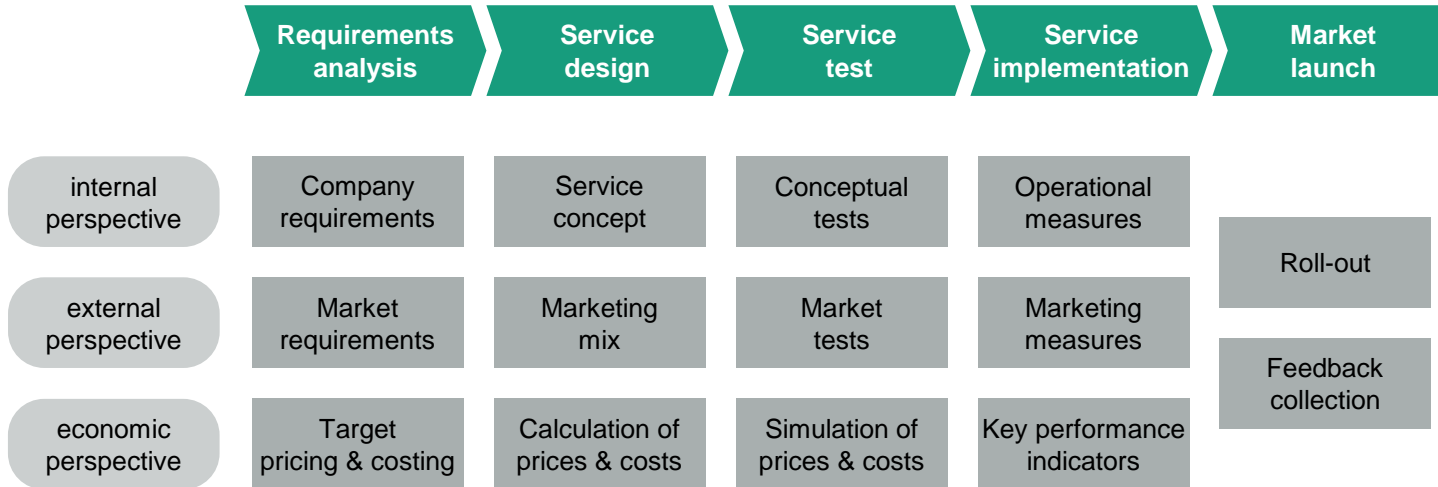 Requirements
analysis
Service
design
Service
test
Service
implementation
Market
launch
internal
perspective
Company
requirements
Service
concept
Conceptual
tests
Operational
measures
Roll-out
external
perspective
Market
requirements
Marketing
mix
Market
tests
Marketing
measures
Feedback
collection
economic
perspective
Target
pricing & costing
Calculation of
prices & costs
Simulation of
prices & costs
Key performance
indicators